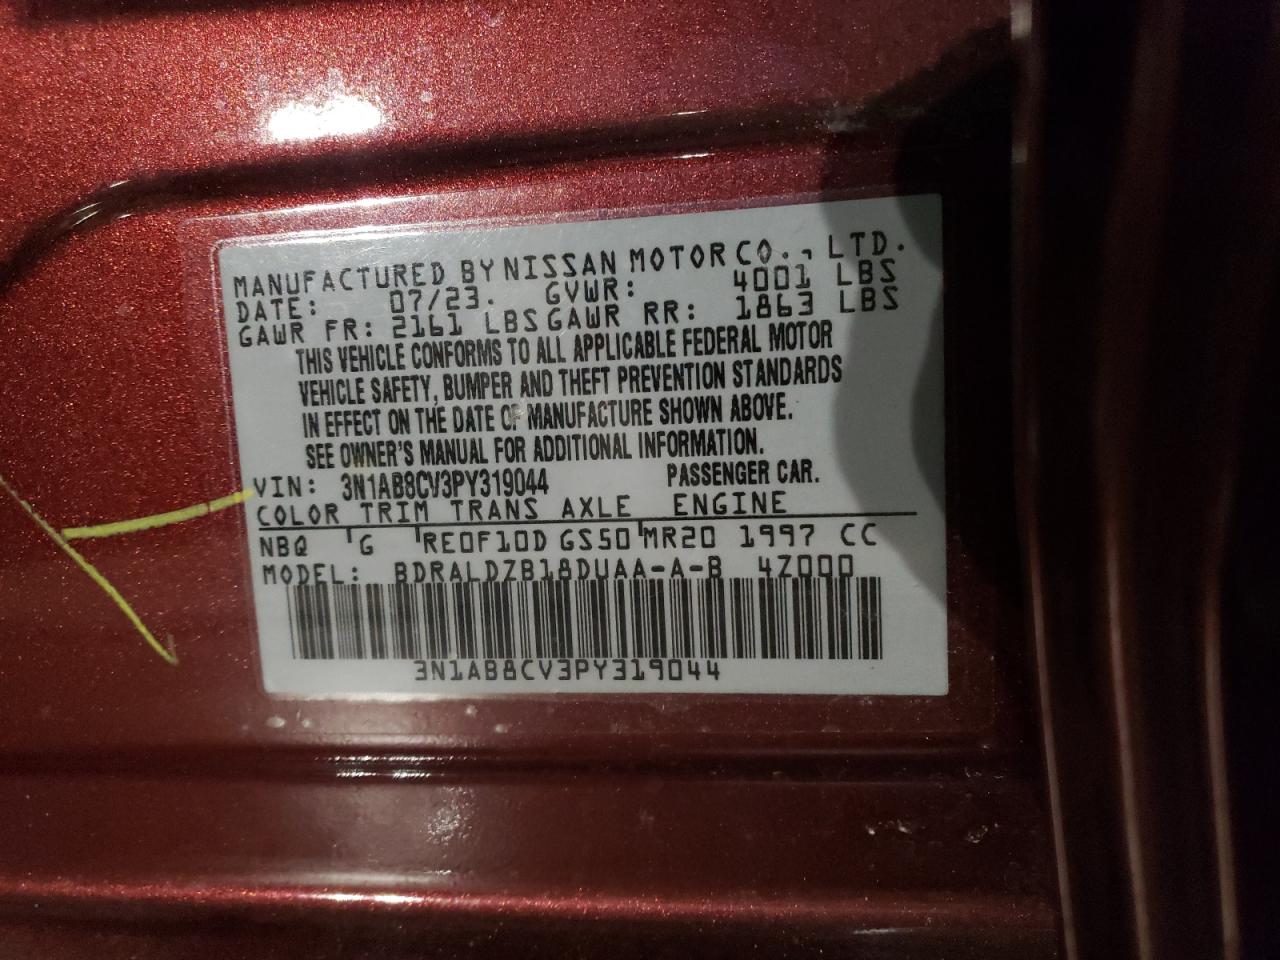 MANUFACTURED BY NISSAN MOTOR CO., LTD.
DATE: 07/23. GVWR: 4001 LBS
GAWR FR: 2161 LBS GAWR RR: 1863 LBS
THIS VEHICLE CONFORMS TO ALL APPLICABLE FEDERAL MOTOR
VEHICLE SAFETY, BUMPER AND THEFT PREVENTION STANDARDS
IN EFFECT ON THE DATE OF MANUFACTURE SHOWN ABOVE.
SEE OWNER'S MANUAL FOR ADDITIONAL INFORMATION.
VIN: 3N1AB8CV3PY319044 PASSENGER CAR.
COLOR TRIM TRANS AXLE ENGINE
NBQ G RE0F10D GS50 MR20 1997 CC
MODEL: BDRALDZB18DUAA-A-B 4Z000
3N1AB8CV3PY319044